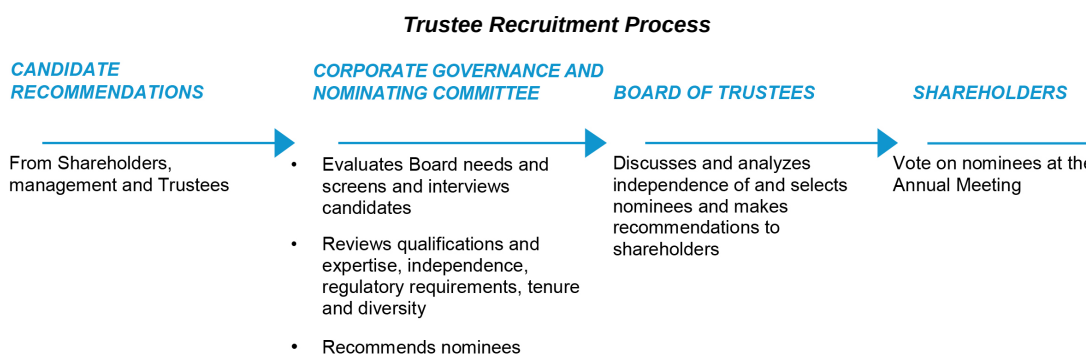 Trustee Recruitment Process
CANDIDATE
RECOMMENDATIONS
From Shareholders,
management and Trustees
CORPORATE GOVERNANCE AND
NOMINATING COMMITTEE
• Evaluates Board needs and
screens and interviews
candidates
• Reviews qualifications and
expertise, independence,
regulatory requirements, tenure
and diversity
• Recommends nominees
BOARD OF TRUSTEES
Discusses and analyzes
independence of and selects
nominees and makes
recommendations to
shareholders
SHAREHOLDERS
Vote on nominees at the
Annual Meeting